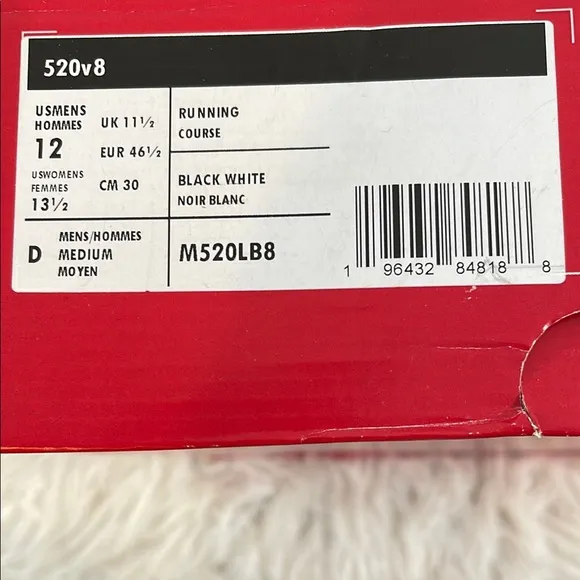 520v8
USMENS
HOMMES
12
UK 11½
EUR 46½
USWOMENS
FEMMES
13½
CM 30
RUNNING
COURSE
BLACK WHITE
NOIR BLANC
D
MENS/HOMMES
MEDIUM
MOYEN
M520LB8
1 96432 84818 8